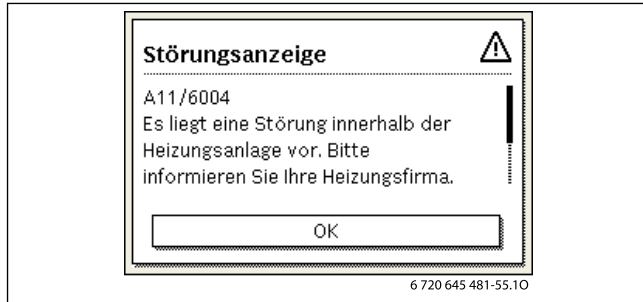 Störungsanzeige
A11/6004
Es liegt eine Störung innerhalb der
Heizungsanlage vor. Bitte
informieren Sie Ihre Heizungsfirma.
OK
6 720 645 481-55.1O